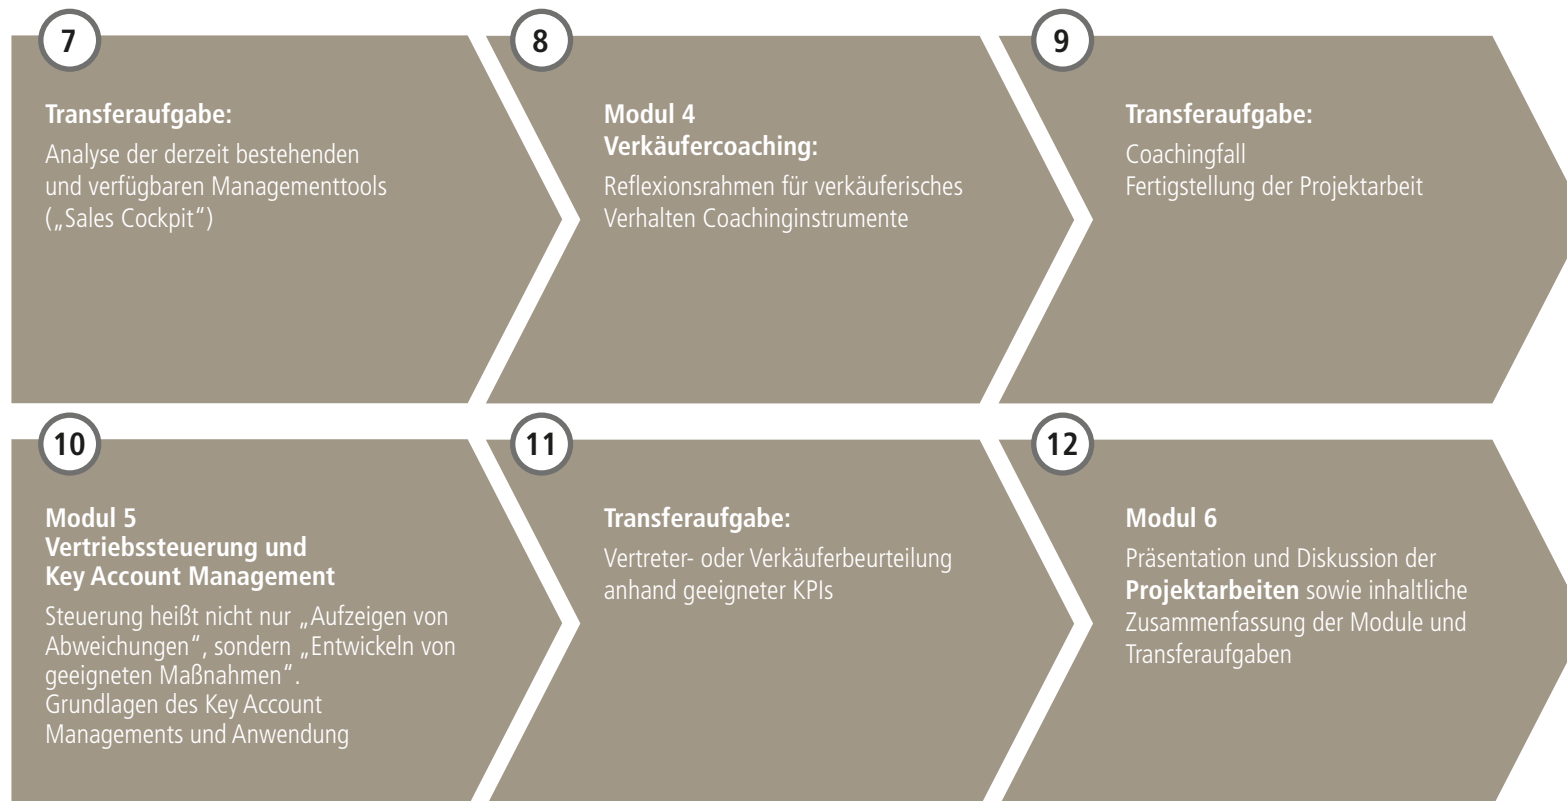 7
Transferaufgabe:
Analyse der derzeit bestehenden
und verfügbaren Managementtools
(„Sales Cockpit“)
8
Modul 4
Verkäufercoaching:
Reflexionsrahmen für verkäuferisches
Verhalten Coachinginstrumente
9
Transferaufgabe:
Coachingfall
Fertigstellung der Projektarbeit
10
Modul 5
Vertriebssteuerung und
Key Account Management
Steuerung heißt nicht nur „Aufzeigen von
Abweichungen“, sondern „Entwickeln von
geeigneten Maßnahmen“.
Grundlagen des Key Account
Managements und Anwendung
11
Transferaufgabe:
Vertreter- oder Verkäuferbeurteilung
anhand geeigneter KPIs
12
Modul 6
Präsentation und Diskussion der
Projektarbeiten sowie inhaltliche
Zusammenfassung der Module und
Transferaufgaben